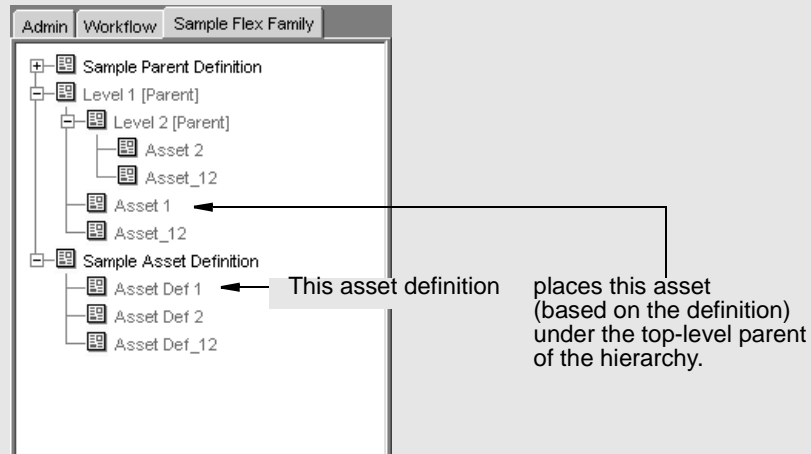 Admin Workflow Sample Flex Family
Sample Parent Definition
Level 1 [Parent]
Level 2 [Parent]
Asset 2
Asset_12
Asset 1
Asset_12
Sample Asset Definition
Asset Def 1
Asset Def 2
Asset Def_12
This asset definition
places this asset
(based on the definition)
under the top-level parent
of the hierarchy.